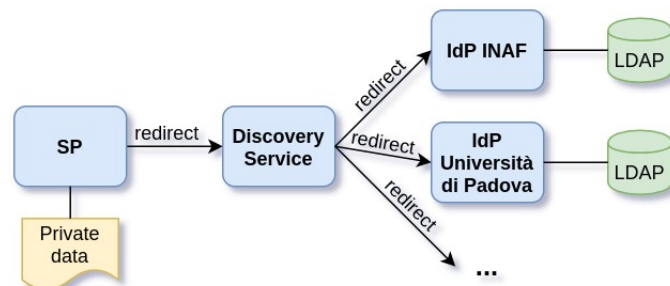 IdP INAF
LDAP
redirect
SP
redirect
Discovery
Service
redirect
IdP
Università
di Padova
LDAP
redirect
Private
data
...